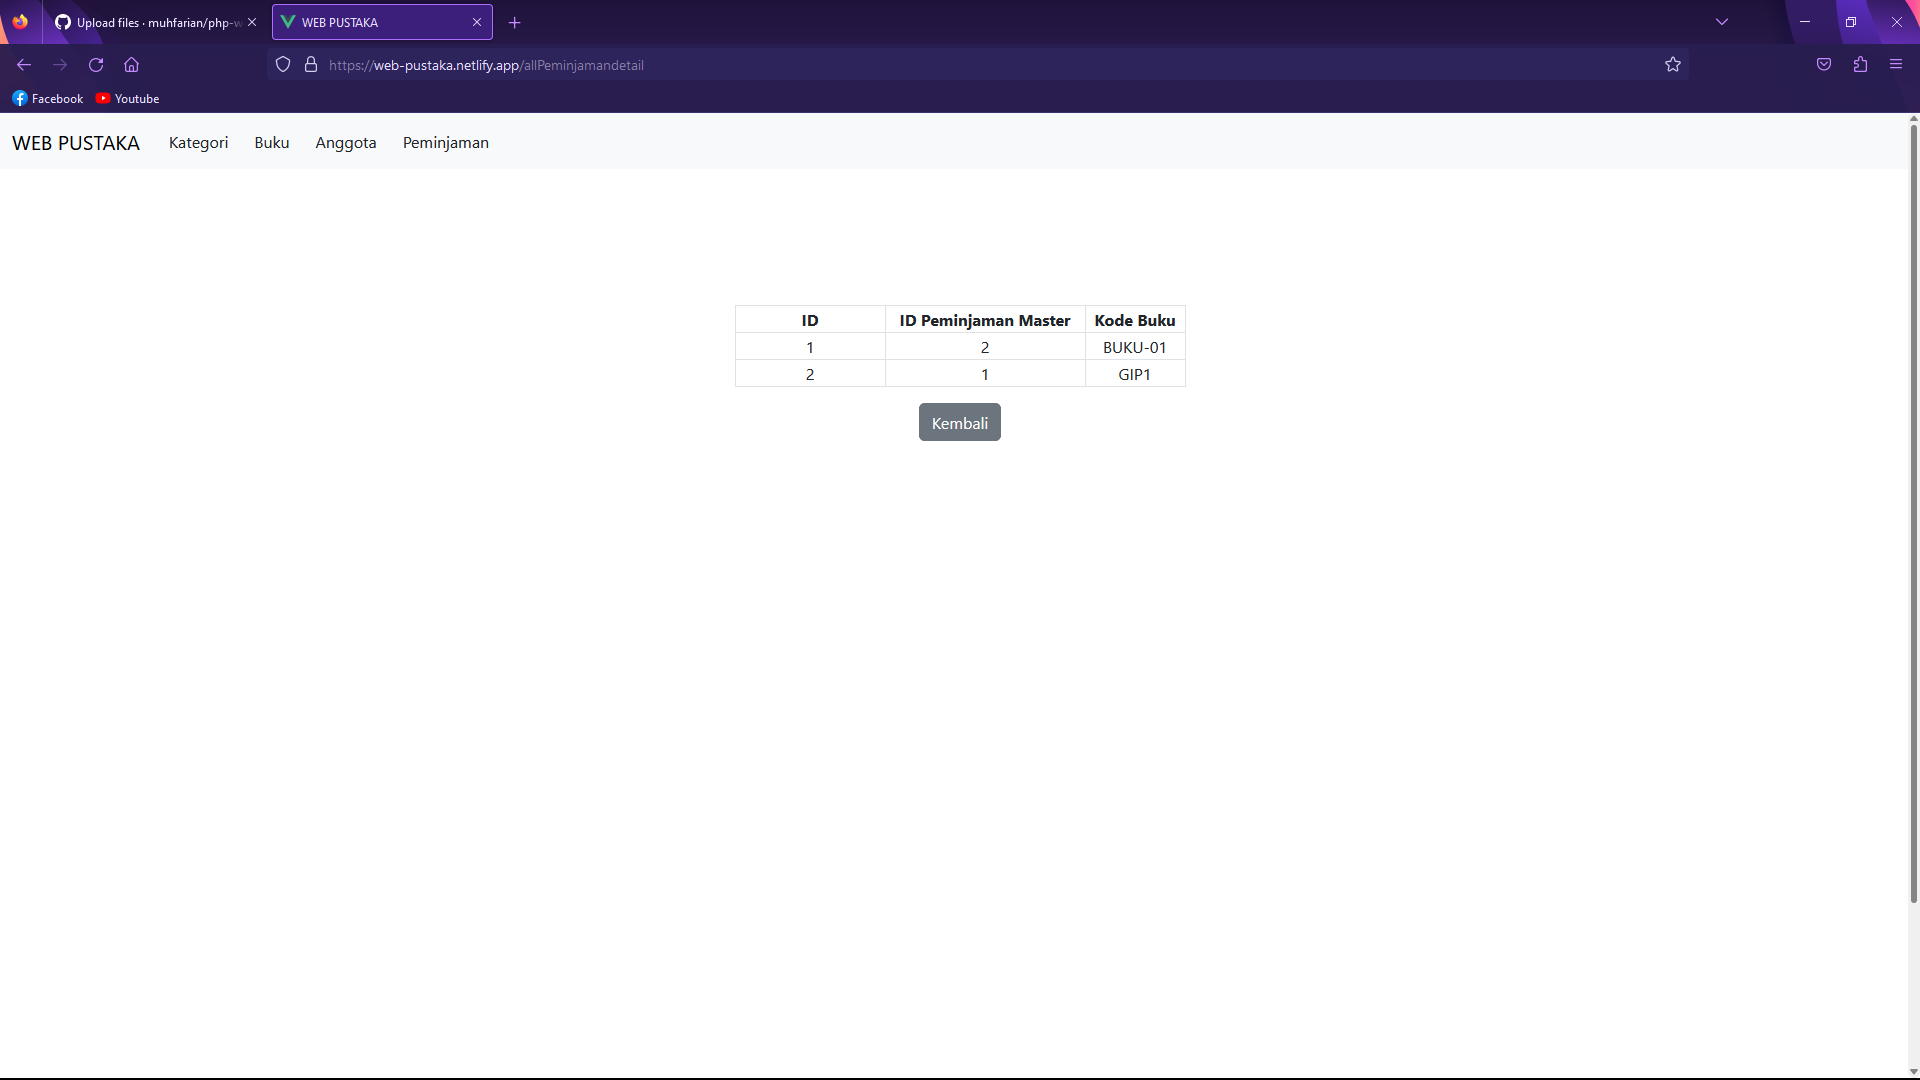 Upload files · muhfarian/php-w
WEB PUSTAKA
https://web-pustaka.netlify.app/allPeminjamandetail
Facebook Youtube
WEB PUSTAKA Kategori Buku Anggota Peminjaman
ID ID Peminjaman Master Kode Buku
1 2 BUKU-01
2 1 GIP1
Kembali